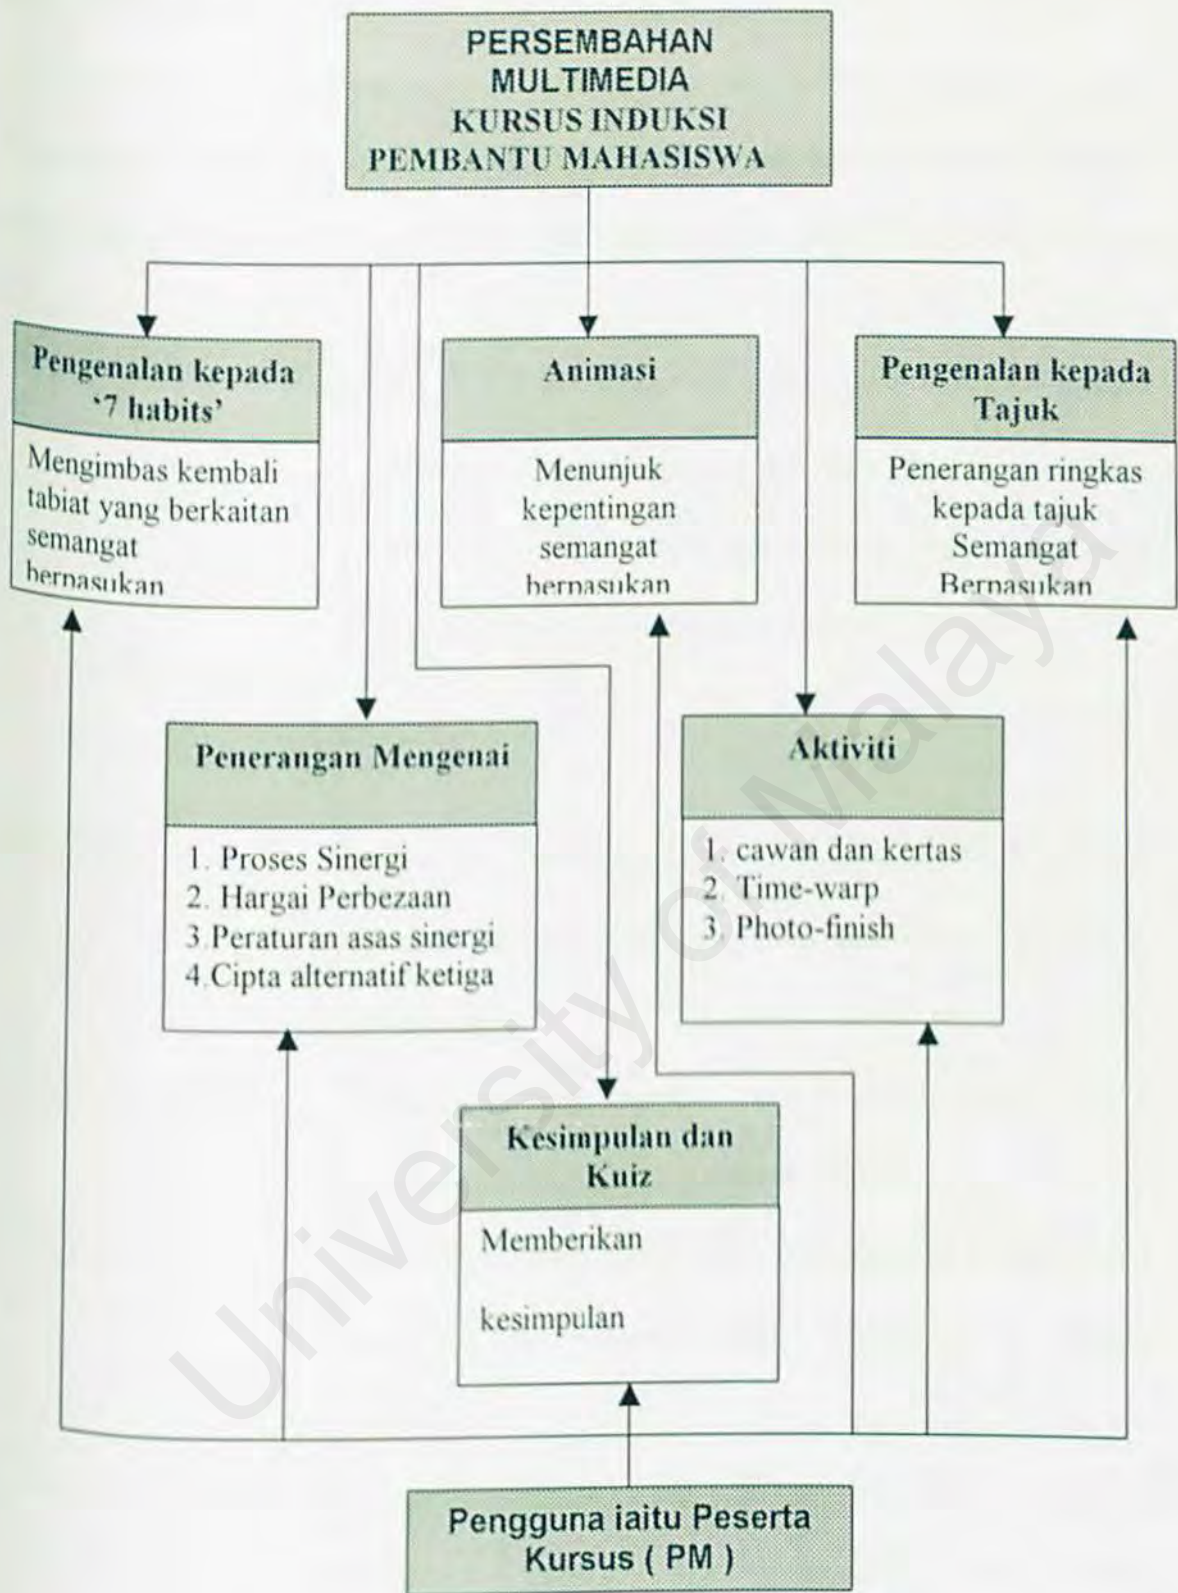 PERSEMBAHAN
MULTIMEDIA
KURSUS INDUKSI
PEMBANTU MAHASISWA
Pengenalan kepada
‘7 habits’
Mengimbas kembali
tabiat yang berkaitan
semangat
bernasukan
Animasi
Menunjuk
kepentingan
semangat
bernasukan
Pengenalan kepada
Tajuk
Penerangan ringkas
kepada tajuk
Semangat
Bernasukan
Penerangan Mengenai
1. Proses Sinergi
2. Hargai Perbezaan
3.Peraturan asas sinergi
4.Cipta alternatif ketiga
Aktiviti
1. cawan dan kertas
2. Time-warp
3. Photo-finish
Kesimpulan dan
Kuiz
Memberikan
kesimpulan
Pengguna iaitu Peserta
Kursus ( PM )
University of Malaya